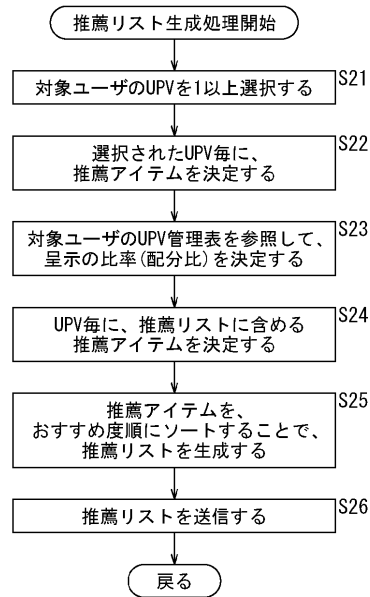 推薦リスト生成処理開始
対象ユーザのUPVを1以上選択する
S21
選択されたUPV毎に、
推薦アイテムを決定する
S22
対象ユーザのUPV管理表を参照して、
呈示の比率(配分比)を決定する
S23
UPV毎に、推薦リストに含める
推薦アイテムを決定する
S24
推薦アイテムを、
おすすめ度順にソートすることで、
推薦リストを生成する
S25
推薦リストを送信する
S26
戻る